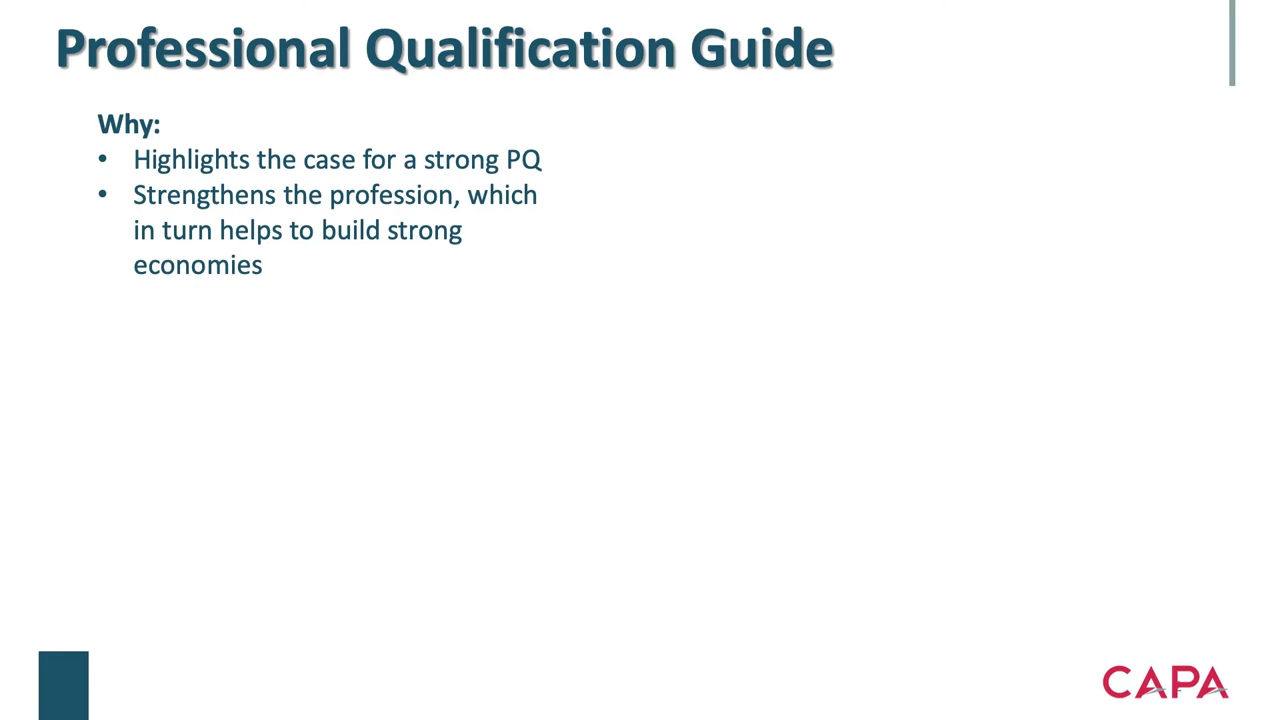 Professional Qualification Guide
Why:
• Highlights the case for a strong PQ
• Strengthens the profession, which
in turn helps to build strong
economies
CAPA